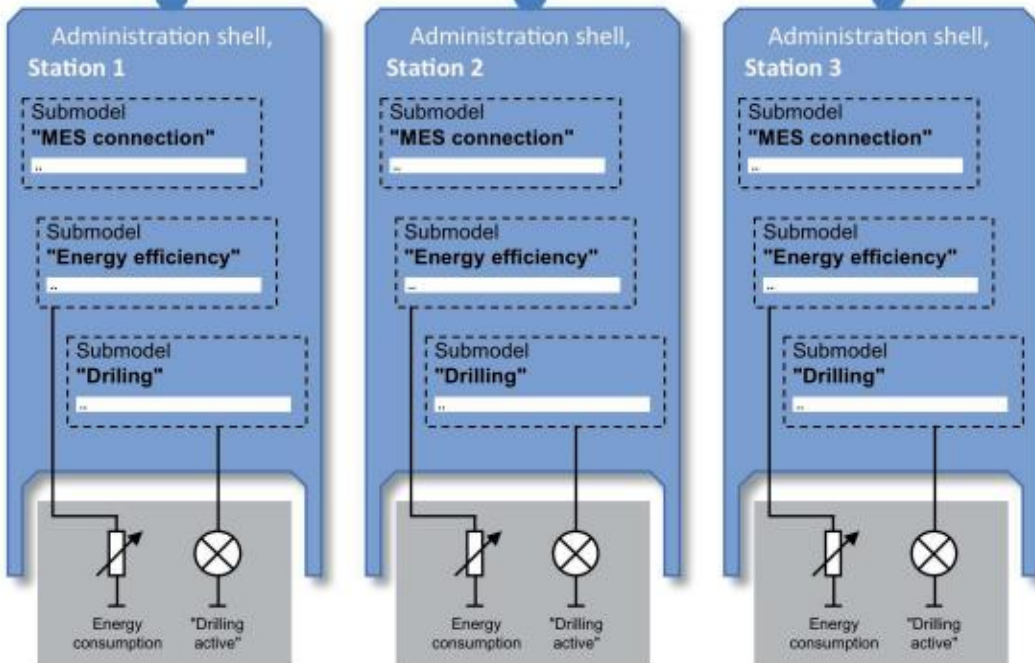 Administration shell,
Station 1
Submodel
"MES connection"
..
Submodel
"Energy efficiency"
..
Submodel
"Driling"
..
Energy
consumption
"Drilling
active"
Administration shell,
Station 2
Submodel
"MES connection"
..
Submodel
"Energy efficiency"
...
Submodel
"Drilling"
..
Energy
consumption
"Drilling
active"
Administration shell,
Station 3
Submodel
"MES connection"
..
Submodel
"Energy efficiency"
...
Submodel
"Drilling"
..
Energy
consumption
"Drilling
active"